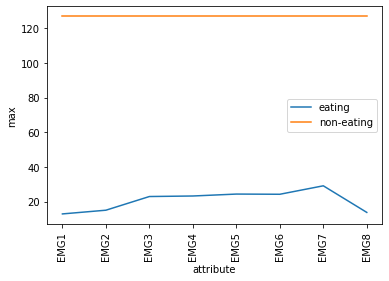 120
100
80
60
40
20
max
eating
non-eating
EMG1
EMG2
EMG3
EMG4
EMG5
EMG6
EMG7
EMG8
attribute